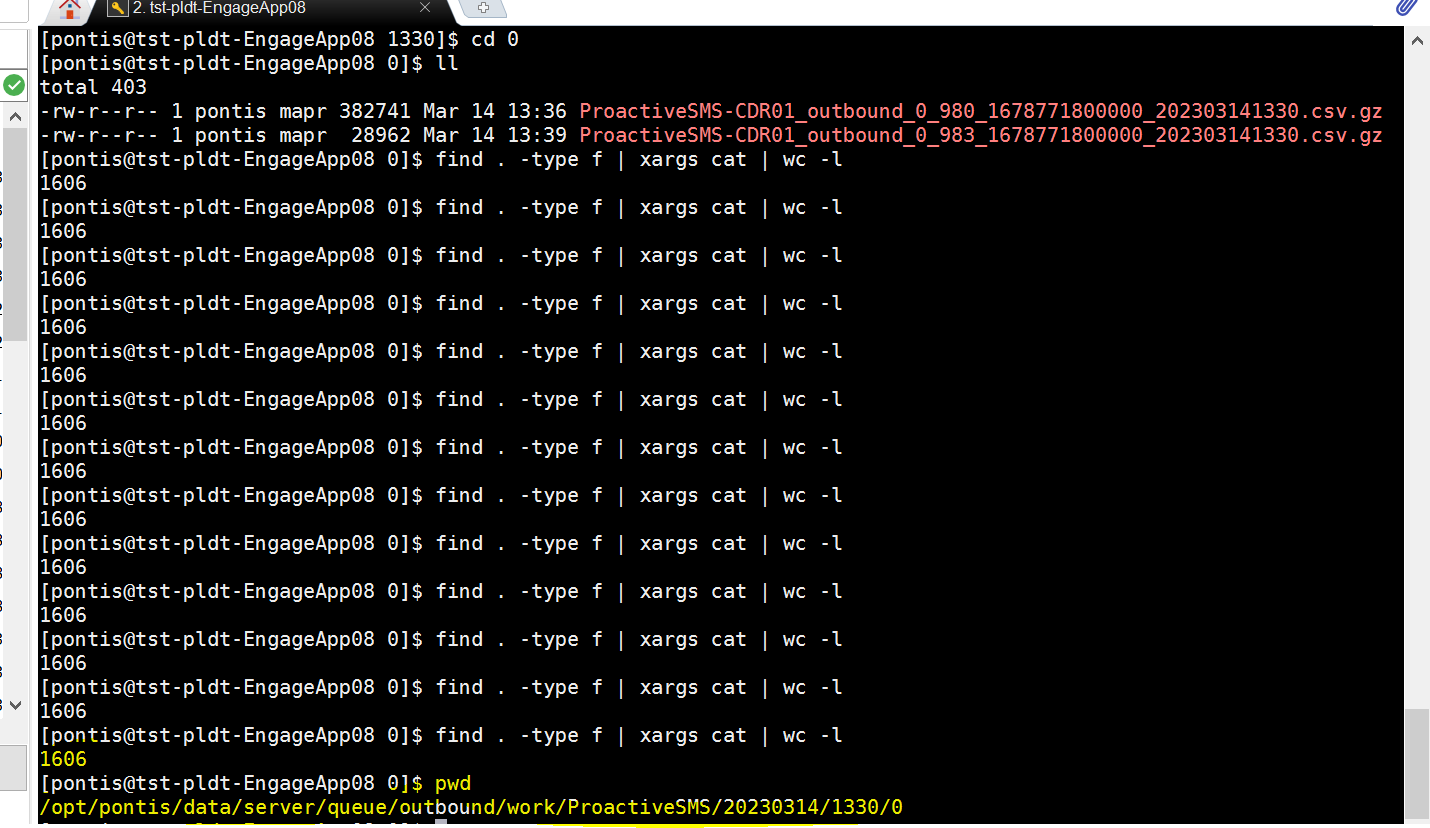 2. tst-pldt-EngageApp08
[pontis@tst-pldt-EngageApp08 1330]$ cd 0
[pontis@tst-pldt-EngageApp08 0]$ ll
total 403
-rw-r--r-- 1 pontis mapr 382741 Mar 14 13:36 ProactiveSMS-CDR01_outbound_0_980_1678771800000_202303141330.csv.gz
-rw-r--r-- 1 pontis mapr  28962 Mar 14 13:39 ProactiveSMS-CDR01_outbound_0_983_1678771800000_202303141330.csv.gz
[pontis@tst-pldt-EngageApp08 0]$ find . -type f | xargs cat | wc -l
1606
[pontis@tst-pldt-EngageApp08 0]$ find . -type f | xargs cat | wc -l
1606
[pontis@tst-pldt-EngageApp08 0]$ find . -type f | xargs cat | wc -l
1606
[pontis@tst-pldt-EngageApp08 0]$ find . -type f | xargs cat | wc -l
1606
[pontis@tst-pldt-EngageApp08 0]$ find . -type f | xargs cat | wc -l
1606
[pontis@tst-pldt-EngageApp08 0]$ find . -type f | xargs cat | wc -l
1606
[pontis@tst-pldt-EngageApp08 0]$ find . -type f | xargs cat | wc -l
1606
[pontis@tst-pldt-EngageApp08 0]$ find . -type f | xargs cat | wc -l
1606
[pontis@tst-pldt-EngageApp08 0]$ find . -type f | xargs cat | wc -l
1606
[pontis@tst-pldt-EngageApp08 0]$ find . -type f | xargs cat | wc -l
1606
[pontis@tst-pldt-EngageApp08 0]$ find . -type f | xargs cat | wc -l
1606
[pontis@tst-pldt-EngageApp08 0]$ find . -type f | xargs cat | wc -l
1606
[pontis@tst-pldt-EngageApp08 0]$ find . -type f | xargs cat | wc -l
1606
[pontis@tst-pldt-EngageApp08 0]$ pwd
/opt/pontis/data/server/queue/outbound/work/ProactiveSMS/20230314/1330/0